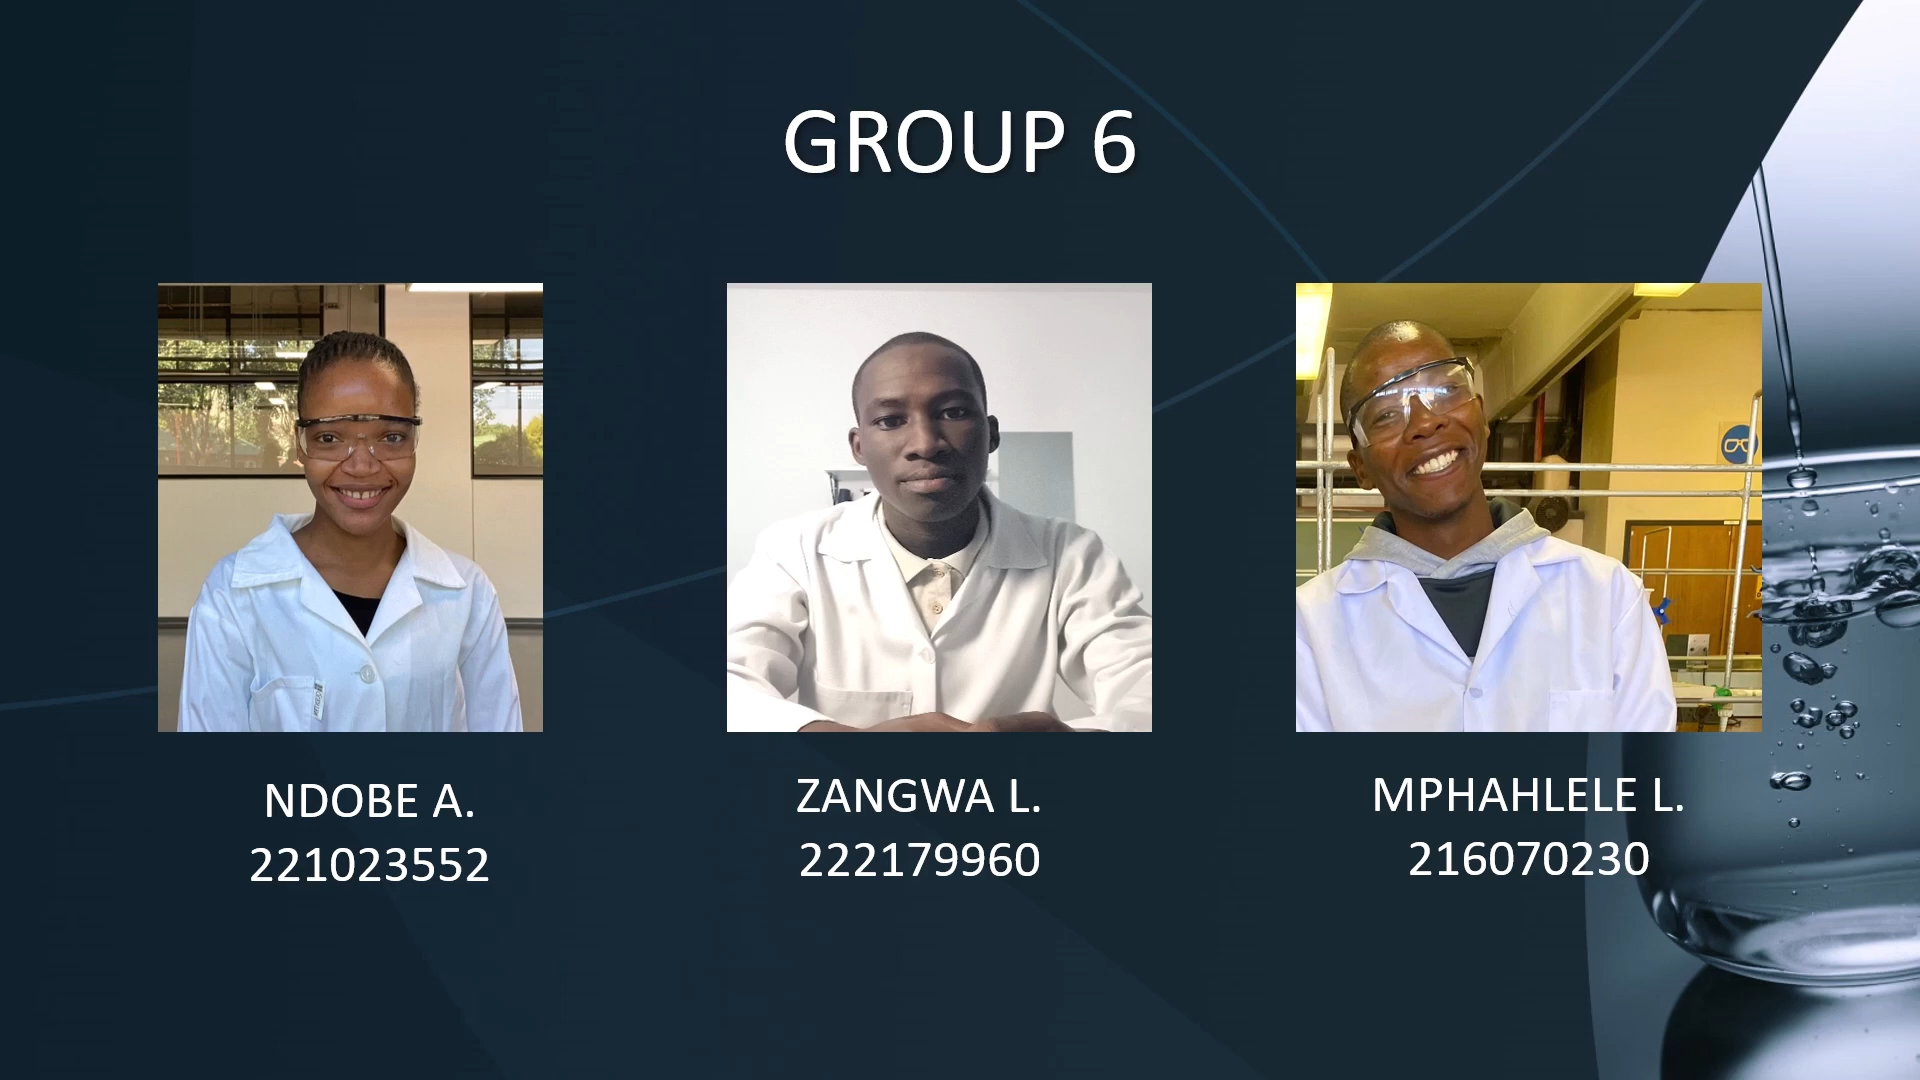 GROUP 6
NDOBE A.
221023552
ZANGWA L.
222179960
MPHAHLELE L.
216070230